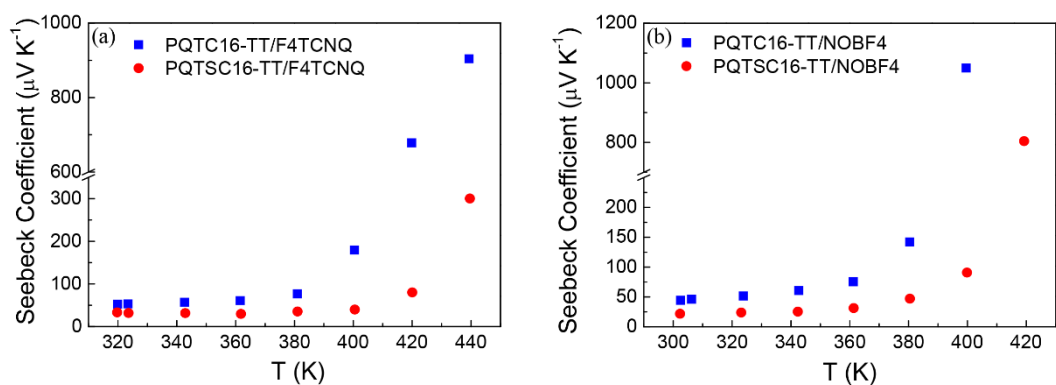 (a)
PQTC16-TT/F4TCNQ
PQTSC16-TT/F4TCNQ
Seebeck Coefficient (μV K⁻¹)
1000
800
600
300
200
100
0
320 340 360 380 400 420 440
T (K)
(b)
PQTC16-TT/NOBF4
PQTSC16-TT/NOBF4
Seebeck Coefficient (μV K⁻¹)
1200
1000
800
200
150
100
50
0
300 320 340 360 380 400 420
T (K)